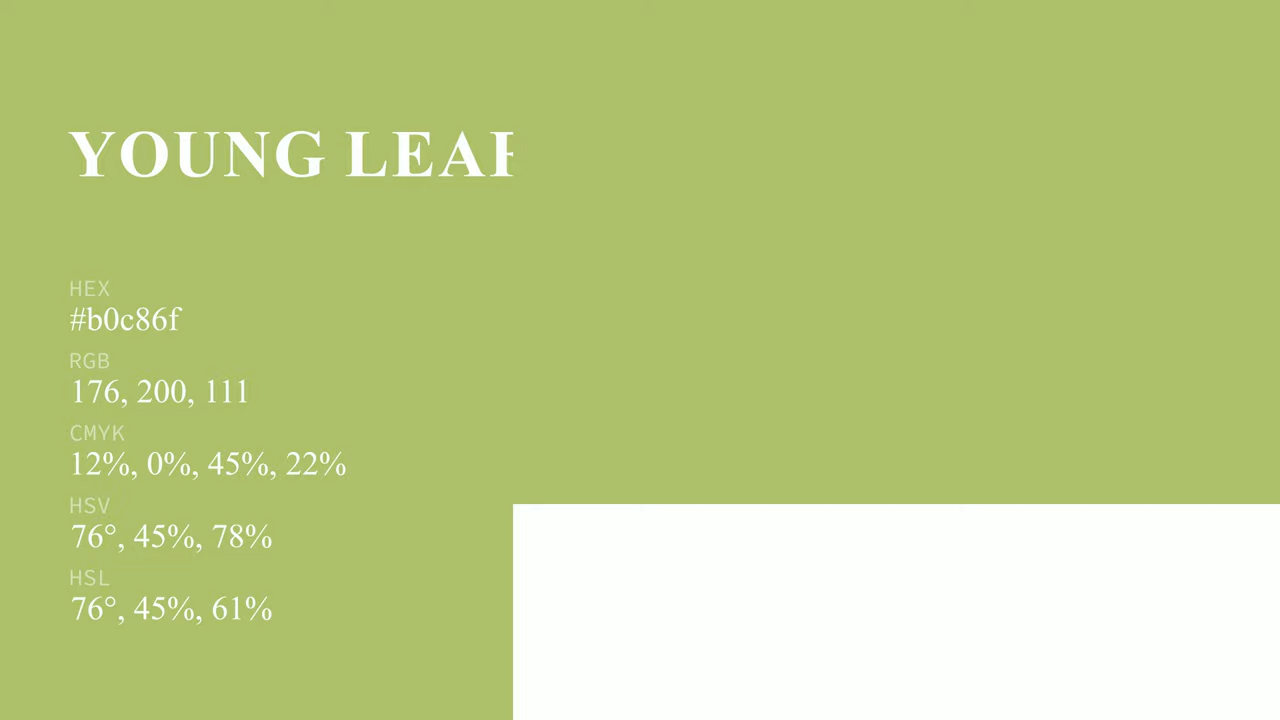 YOUNG LEAF
HEX
#b0c86f
RGB
176, 200, 111
CMYK
12%, 0%, 45%, 22%
HSV
76°, 45%, 78%
HSL
76°, 45%, 61%